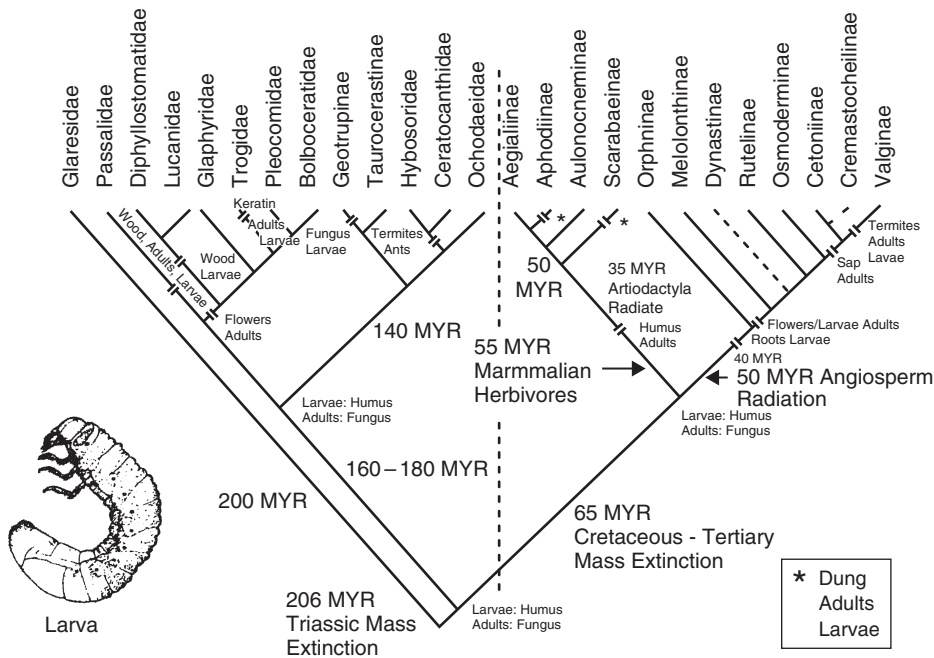 Glaresidae
Passalidae
Diphyllostomatidae
Lucanidae
Glaphyridae
Trogidae
Pleocomidae
Bolboceratidae
Geotrupinae
Taurocerastinae
Hybosoridae
Ceratocanthidae
Ochodaeidae
Aegialiinae
Aphodiinae
Aulonocneminae
Scarabaeinae
Orphninae
Melolonthinae
Dynastinae
Rutelinae
Osmoderminae
Cetoniinae
Cremastocheilinae
Valginae
Wood, Adults, Larvae
Wood
Larvae
Keratin
Adults
Larvae
Fungus
Larvae
Termites
Ants
*
*
Flowers
Adults
50
MYR
35 MYR
Artiodactyla
Radiate
Humus
Adults
Termites
Adults
Lavae
Sap
Adults
Flowers/Larvae Adults
Roots Larvae
40 MYR
50 MYR Angiosperm
Radiation
140 MYR
55 MYR
Marmmalian
Herbivores
Larvae: Humus
Adults: Fungus
Larvae: Humus
Adults: Fungus
160–180 MYR
200 MYR
65 MYR
Cretaceous - Tertiary
Mass Extinction
206 MYR
Triassic Mass
Extinction
Larvae: Humus
Adults: Fungus
Larva
* Dung
Adults
Larvae